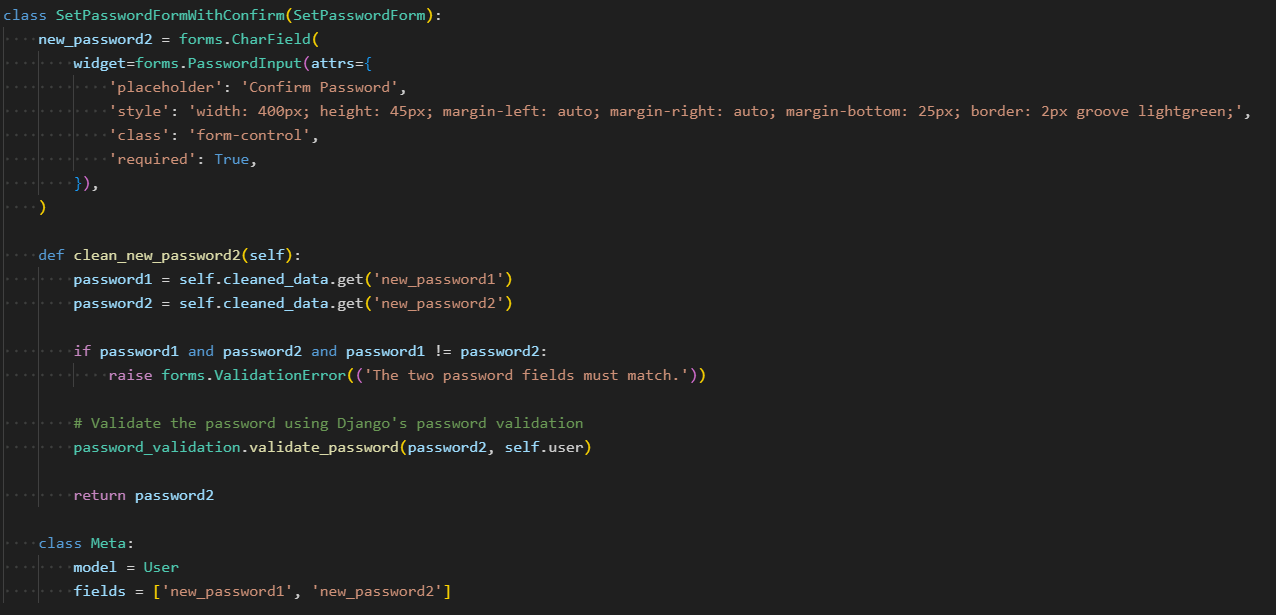 class SetPasswordFormWithConfirm(SetPasswordForm):
    new_password2 = forms.CharField(
        widget=forms.PasswordInput(attrs={
            'placeholder': 'Confirm Password',
            'style': 'width: 400px; height: 45px; margin-left: auto; margin-right: auto; margin-bottom: 25px; border: 2px groove lightgreen;',
            'class': 'form-control',
            'required': True,
        }),
    )

    def clean_new_password2(self):
        password1 = self.cleaned_data.get('new_password1')
        password2 = self.cleaned_data.get('new_password2')

        if password1 and password2 and password1 != password2:
            raise forms.ValidationError(('The two password fields must match.'))

        # Validate the password using Django's password validation
        password_validation.validate_password(password2, self.user)

        return password2

    class Meta:
        model = User
        fields = ['new_password1', 'new_password2']